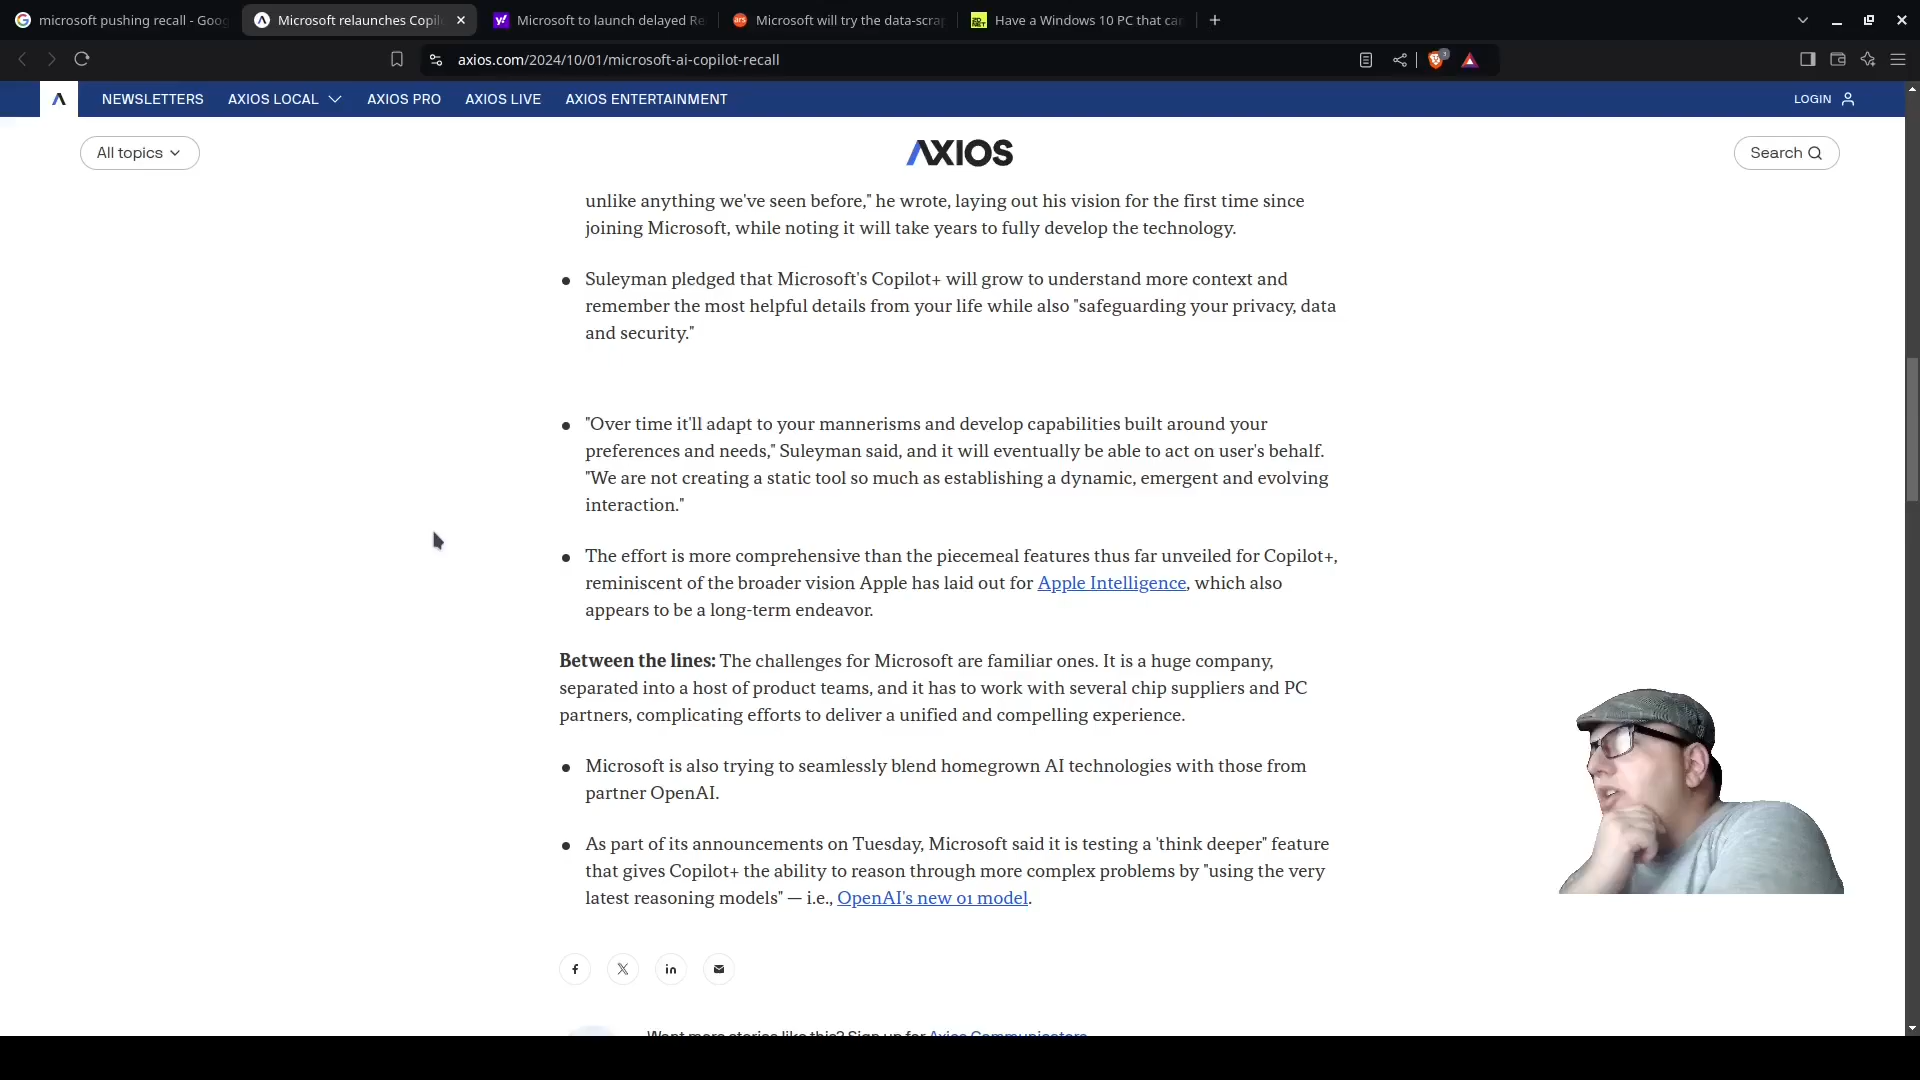 microsoft pushing recall - Goog
Microsoft relaunches Copil
Microsoft to launch delayed Re
Microsoft will try the data-scrap
Have a Windows 10 PC that can
axios.com/2024/10/01/microsoft-ai-copilot-recall
NEWSLETTERS AXIOS LOCAL AXIOS PRO AXIOS LIVE AXIOS ENTERTAINMENT LOGIN
All topics
AXIOS
Search
unlike anything we've seen before," he wrote, laying out his vision for the first time since
joining Microsoft, while noting it will take years to fully develop the technology.
Suleyman pledged that Microsoft's Copilot+ will grow to understand more context and
remember the most helpful details from your life while also "safeguarding your privacy, data
and security."
"Over time it'll adapt to your mannerisms and develop capabilities built around your
preferences and needs," Suleyman said, and it will eventually be able to act on user's behalf.
"We are not creating a static tool so much as establishing a dynamic, emergent and evolving
interaction."
The effort is more comprehensive than the piecemeal features thus far unveiled for Copilot+,
reminiscent of the broader vision Apple has laid out for Apple Intelligence, which also
appears to be a long-term endeavor.
Between the lines: The challenges for Microsoft are familiar ones. It is a huge company,
separated into a host of product teams, and it has to work with several chip suppliers and PC
partners, complicating efforts to deliver a unified and compelling experience.
Microsoft is also trying to seamlessly blend homegrown AI technologies with those from
partner OpenAI.
As part of its announcements on Tuesday, Microsoft said it is testing a 'think deeper" feature
that gives Copilot+ the ability to reason through more complex problems by "using the very
latest reasoning models" — i.e., OpenAI's new o1 model.
Want more stories like this? Sign up for Axios Communicators